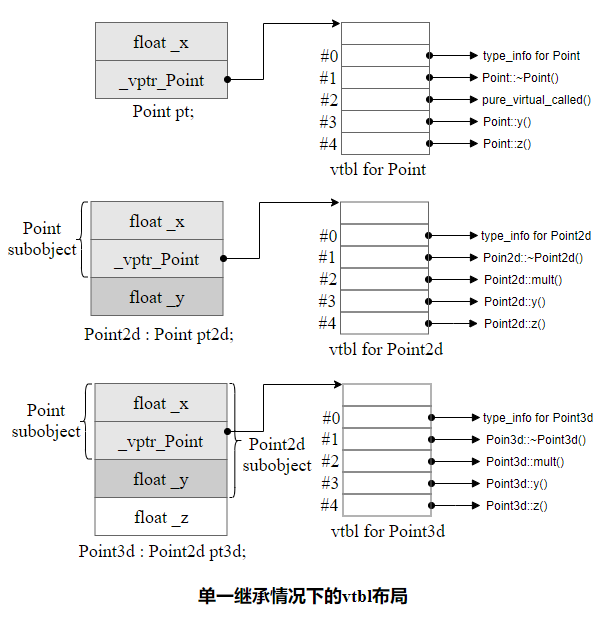 float _x
_vptr_Point
Point pt;
#0
#1
#2
#3
#4
type_info for Point
Point::~Point()
pure_virtual_called()
Point::y()
Point::z()
vtbl for Point
Point
subobject
float _x
_vptr_Point
float _y
Point2d : Point pt2d;
#0
#1
#2
#3
#4
type_info for Point2d
Poin2d::~Point2d()
Point2d::mult()
Point2d::y()
Point2d::z()
vtbl for Point2d
Point
subobject
float _x
_vptr_Point
float _y
float _z
Point2d
subobject
Point3d : Point2d pt3d;
#0
#1
#2
#3
#4
type_info for Point3d
Poin3d::~Point3d()
Point3d::mult()
Point3d::y()
Point3d::z()
vtbl for Point3d
单一继承情况下的vtbl布局